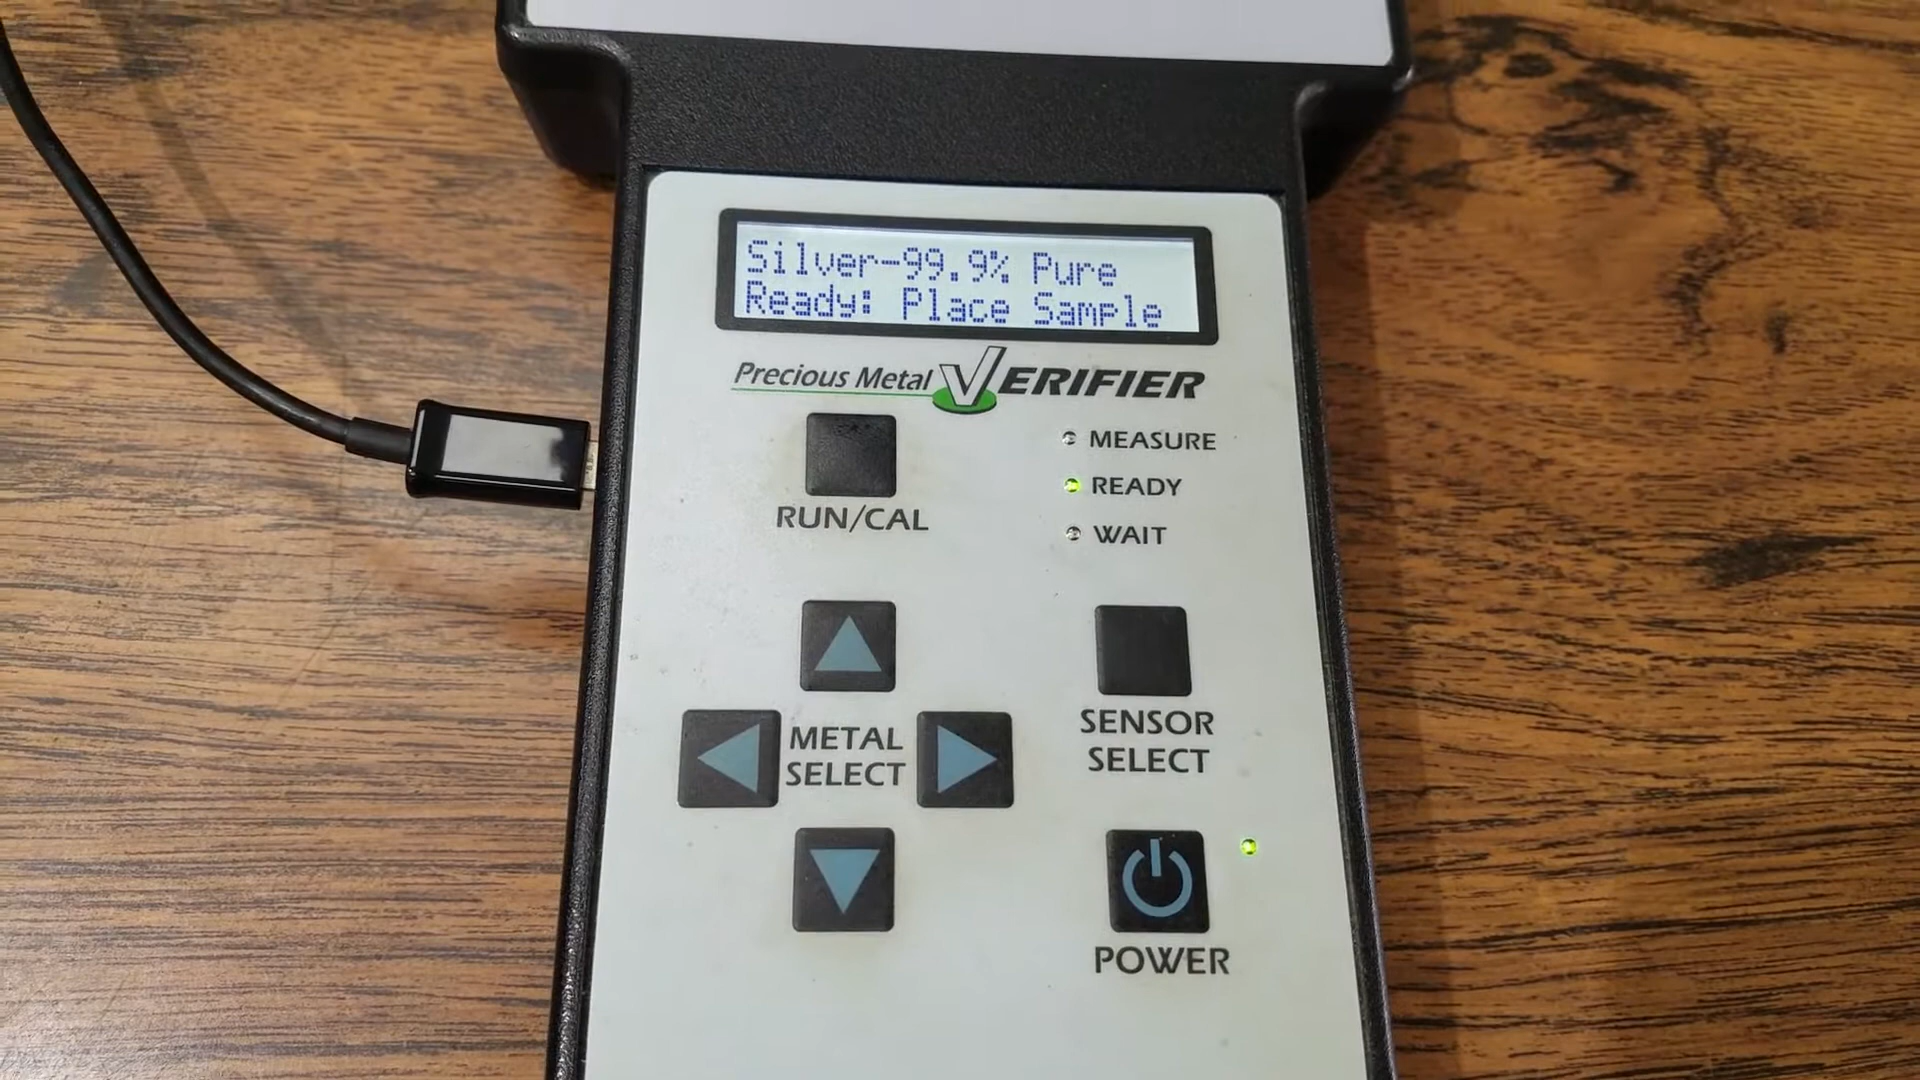 Silver-99.9% Pure
Ready: Place Sample
Precious Metal VERIFIER
MEASURE
READY
WAIT
RUN/CAL
METAL
SELECT
SENSOR
SELECT
POWER